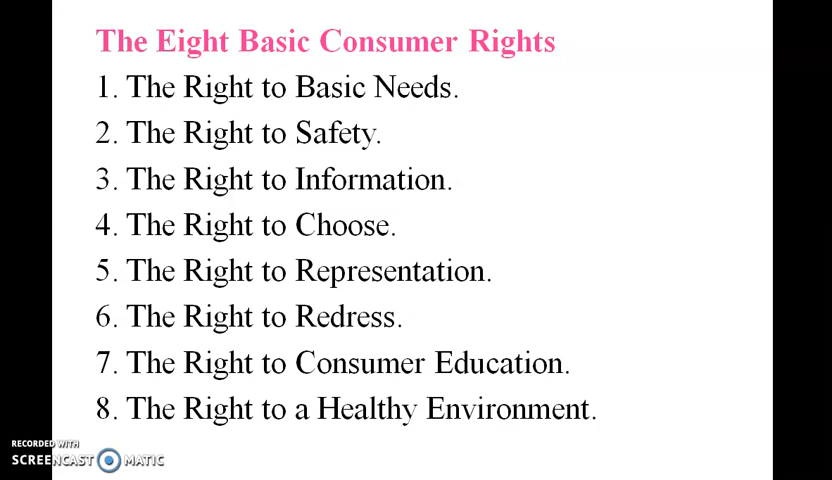 The Eight Basic Consumer Rights
1. The Right to Basic Needs.
2. The Right to Safety.
3. The Right to Information.
4. The Right to Choose.
5. The Right to Representation.
6. The Right to Redress.
7. The Right to Consumer Education.
8. The Right to a Healthy Environment.
RECORDED WITH
SCREENCAST MATIC